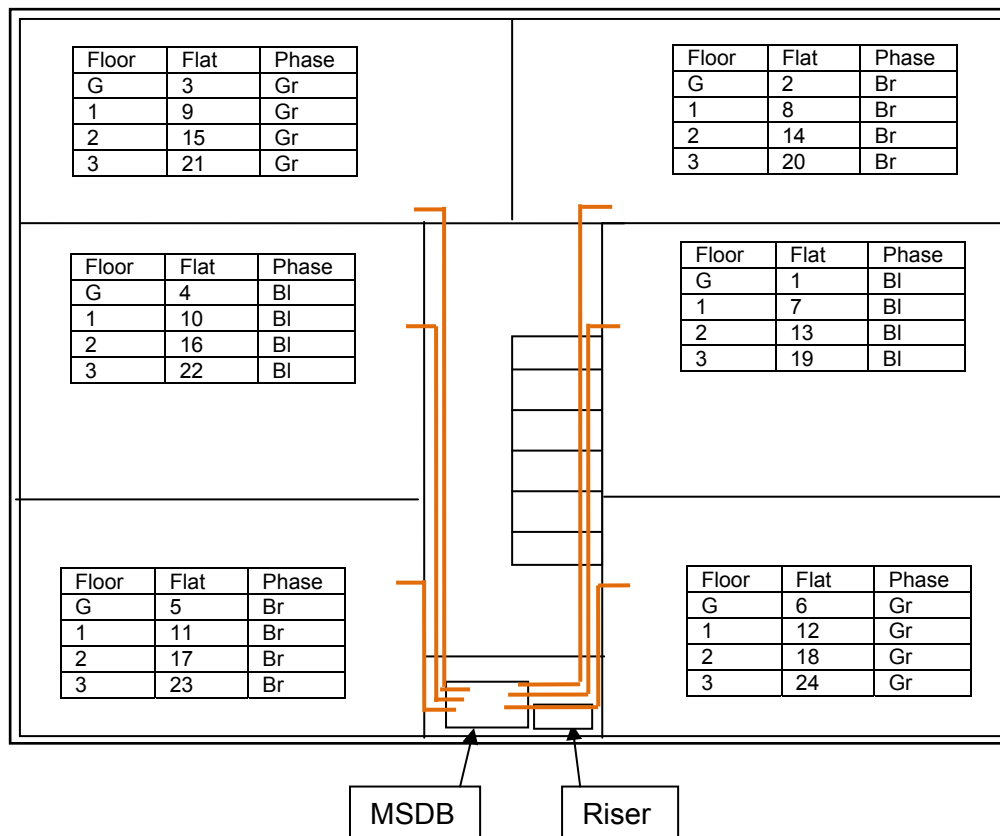 Floor Flat Phase
G 3 Gr
1 9 Gr
2 15 Gr
3 21 Gr
Floor Flat Phase
G 2 Br
1 8 Br
2 14 Br
3 20 Br
Floor Flat Phase
G 4 Bl
1 10 Bl
2 16 Bl
3 22 Bl
Floor Flat Phase
G 1 Bl
1 7 Bl
2 13 Bl
3 19 Bl
Floor Flat Phase
G 5 Br
1 11 Br
2 17 Br
3 23 Br
Floor Flat Phase
G 6 Gr
1 12 Gr
2 18 Gr
3 24 Gr
MSDB
Riser